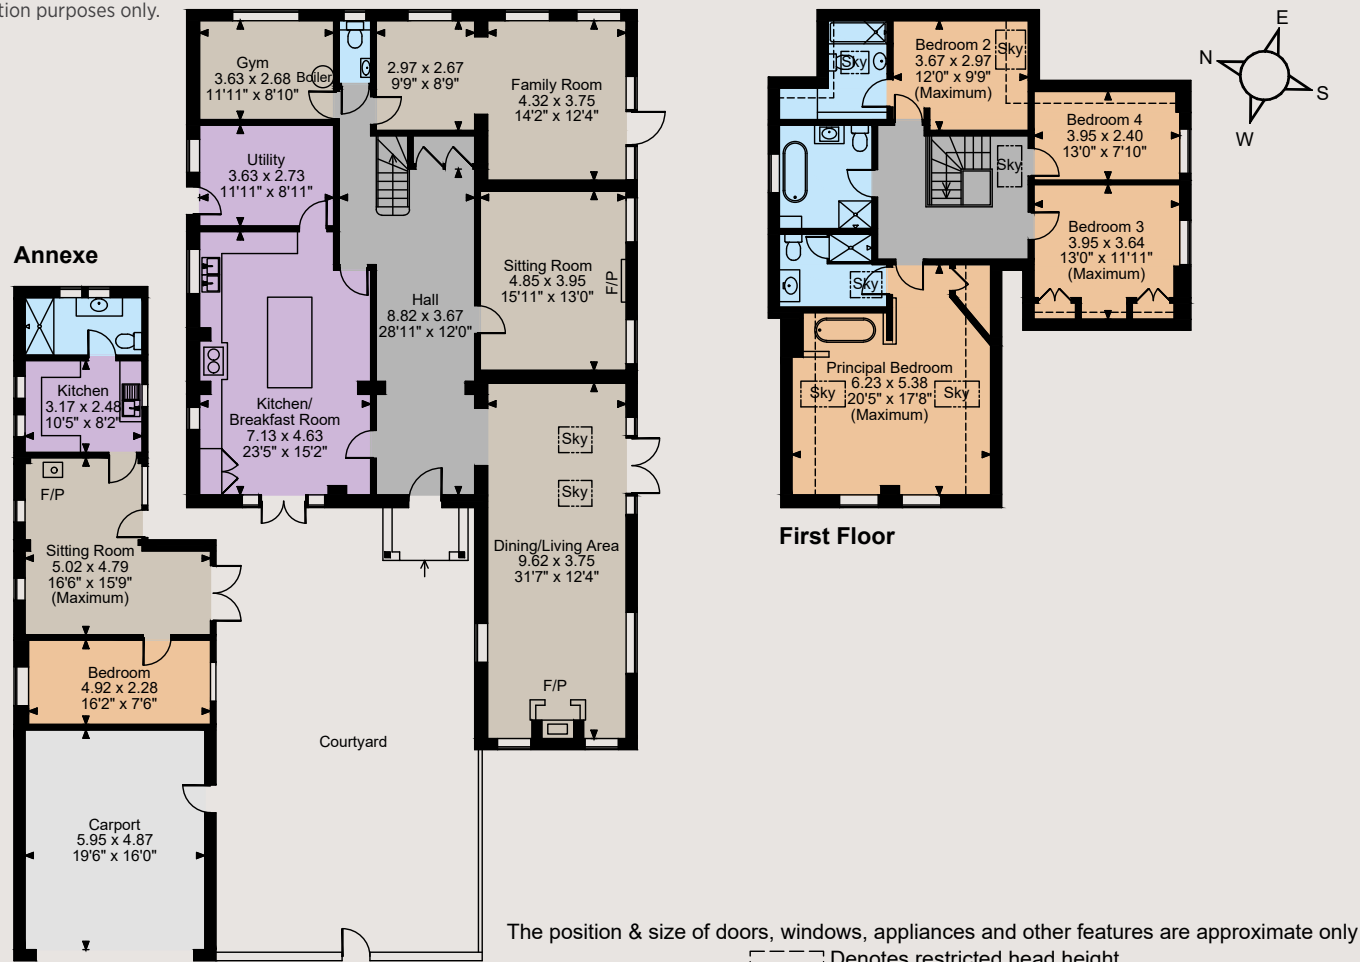 tion purposes only.
Gym
3.63 x 2.68
11'11" x 8'10"
Boiler
2.97 x 2.67
9'9" x 8'9"
Family Room
4.32 x 3.75
14'2" x 12'4"
Utility
3.63 x 2.73
11'11" x 8'11"
Sitting Room
4.85 x 3.95
15'11" x 13'0"
F/P
Hall
8.82 x 3.67
28'11" x 12'0"
Kitchen/
Breakfast Room
7.13 x 4.63
23'5" x 15'2"
Sky
Sky
Dining/Living Area
9.62 x 3.75
31'7" x 12'4"
F/P
Courtyard
Annexe
Kitchen
3.17 x 2.48
10'5" x 8'2"
F/P
Sitting Room
5.02 x 4.79
16'6" x 15'9"
(Maximum)
Bedroom
4.92 x 2.28
16'2" x 7'6"
Carport
5.95 x 4.87
19'6" x 16'0"
Sky
Bedroom 2
3.67 x 2.97
12'0" x 9'9"
(Maximum)
Sky
Bedroom 4
3.95 x 2.40
13'0" x 7'10"
Sky
Bedroom 3
3.95 x 3.64
13'0" x 11'11"
(Maximum)
Sky
Principal Bedroom
6.23 x 5.38
20'5" x 17'8"
(Maximum)
Sky
Sky
First Floor
E
N
S
W
The position & size of doors, windows, appliances and other features are approximate only
Denotes restricted head height